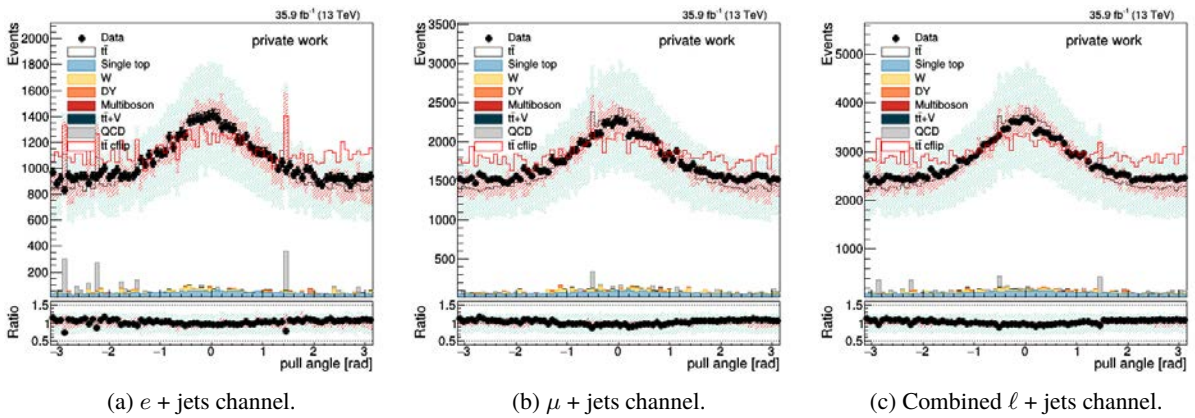 35.9 fb⁻¹ (13 TeV)
Events
2000
1800
1600
1400
1200
1000
800
600
400
200
Data
tt̄
Single top
W
DY
Multiboson
tt̄+V
QCD
tt̄ cflip
private work
Ratio
1.5
1
0.5
−3 −2 −1 0 1 2 3
pull angle [rad]
(a) e + jets channel.
35.9 fb⁻¹ (13 TeV)
Events
3500
3000
2500
2000
1500
1000
500
Data
tt̄
Single top
W
DY
Multiboson
tt̄+V
QCD
tt̄ cflip
private work
Ratio
1.5
1
0.5
−3 −2 −1 0 1 2 3
pull angle [rad]
(b) μ + jets channel.
35.9 fb⁻¹ (13 TeV)
Events
5000
4000
3000
2000
1000
Data
tt̄
Single top
W
DY
Multiboson
tt̄+V
QCD
tt̄ cflip
private work
Ratio
1.5
1
0.5
−3 −2 −1 0 1 2 3
pull angle [rad]
(c) Combined ℓ + jets channel.